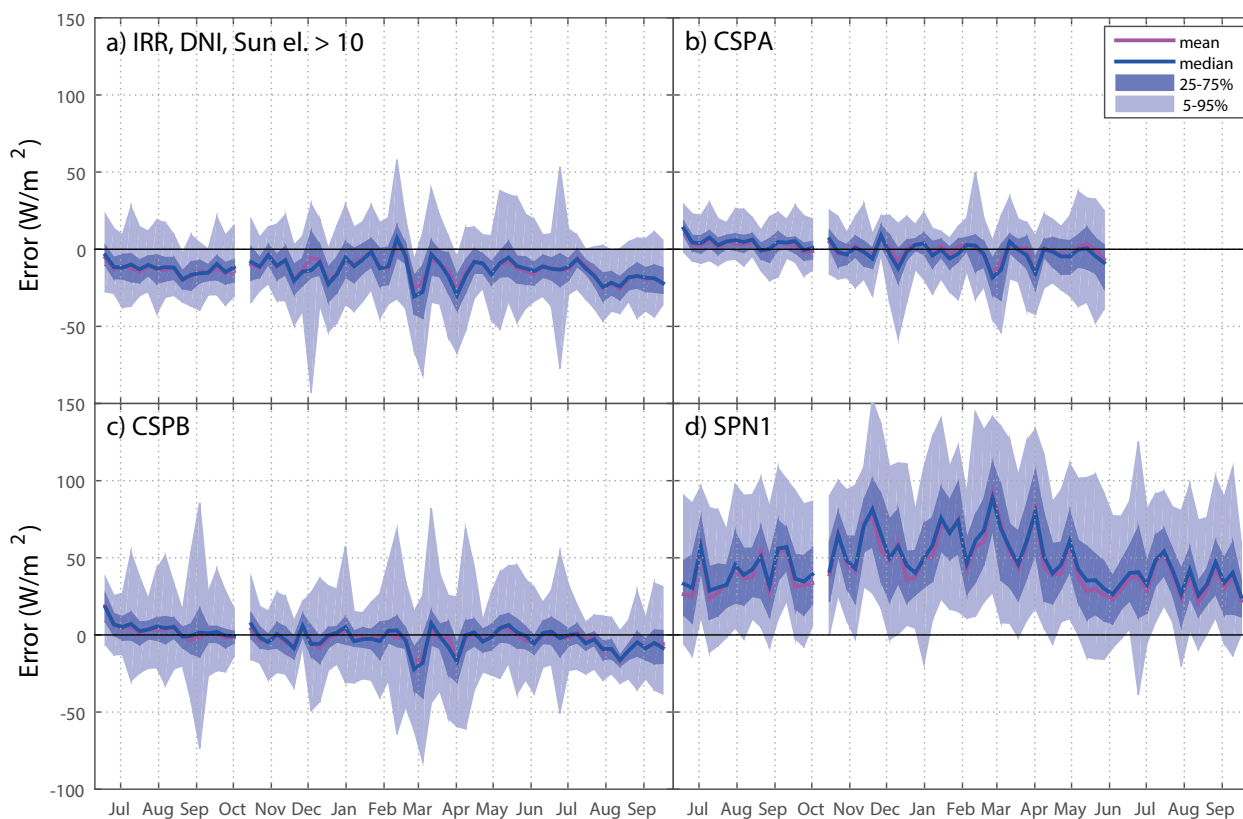 a) IRR, DNI, Sun el. > 10
b) CSPA
mean
median
25-75%
5-95%
150
100
50
0
-50
Error (W/m ²)
c) CSPB
d) SPN1
150
100
50
0
-50
-100
Error (W/m ²)
Jul Aug Sep Oct Nov Dec Jan Feb Mar Apr May Jun Jul Aug Sep
Jul Aug Sep Oct Nov Dec Jan Feb Mar Apr May Jun Jul Aug Sep